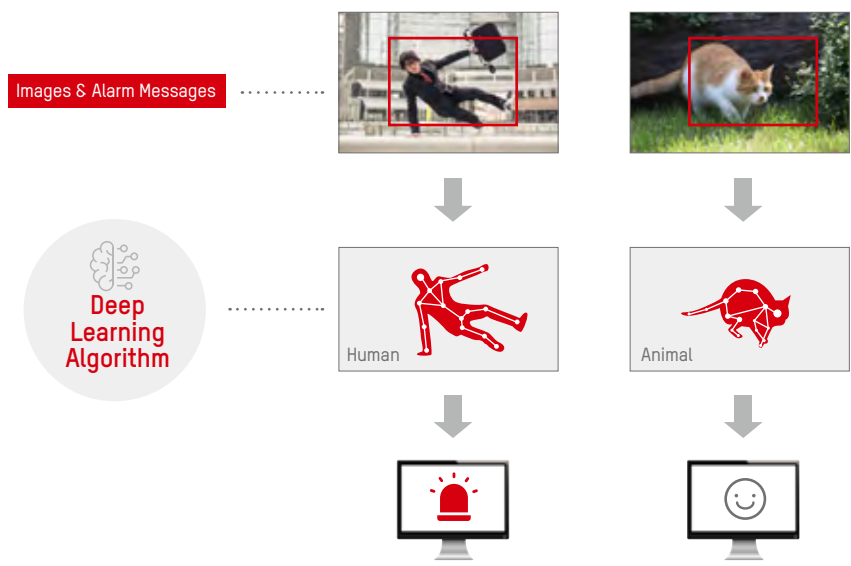 Images & Alarm Messages
Deep
Learning
Algorithm
Human
Animal